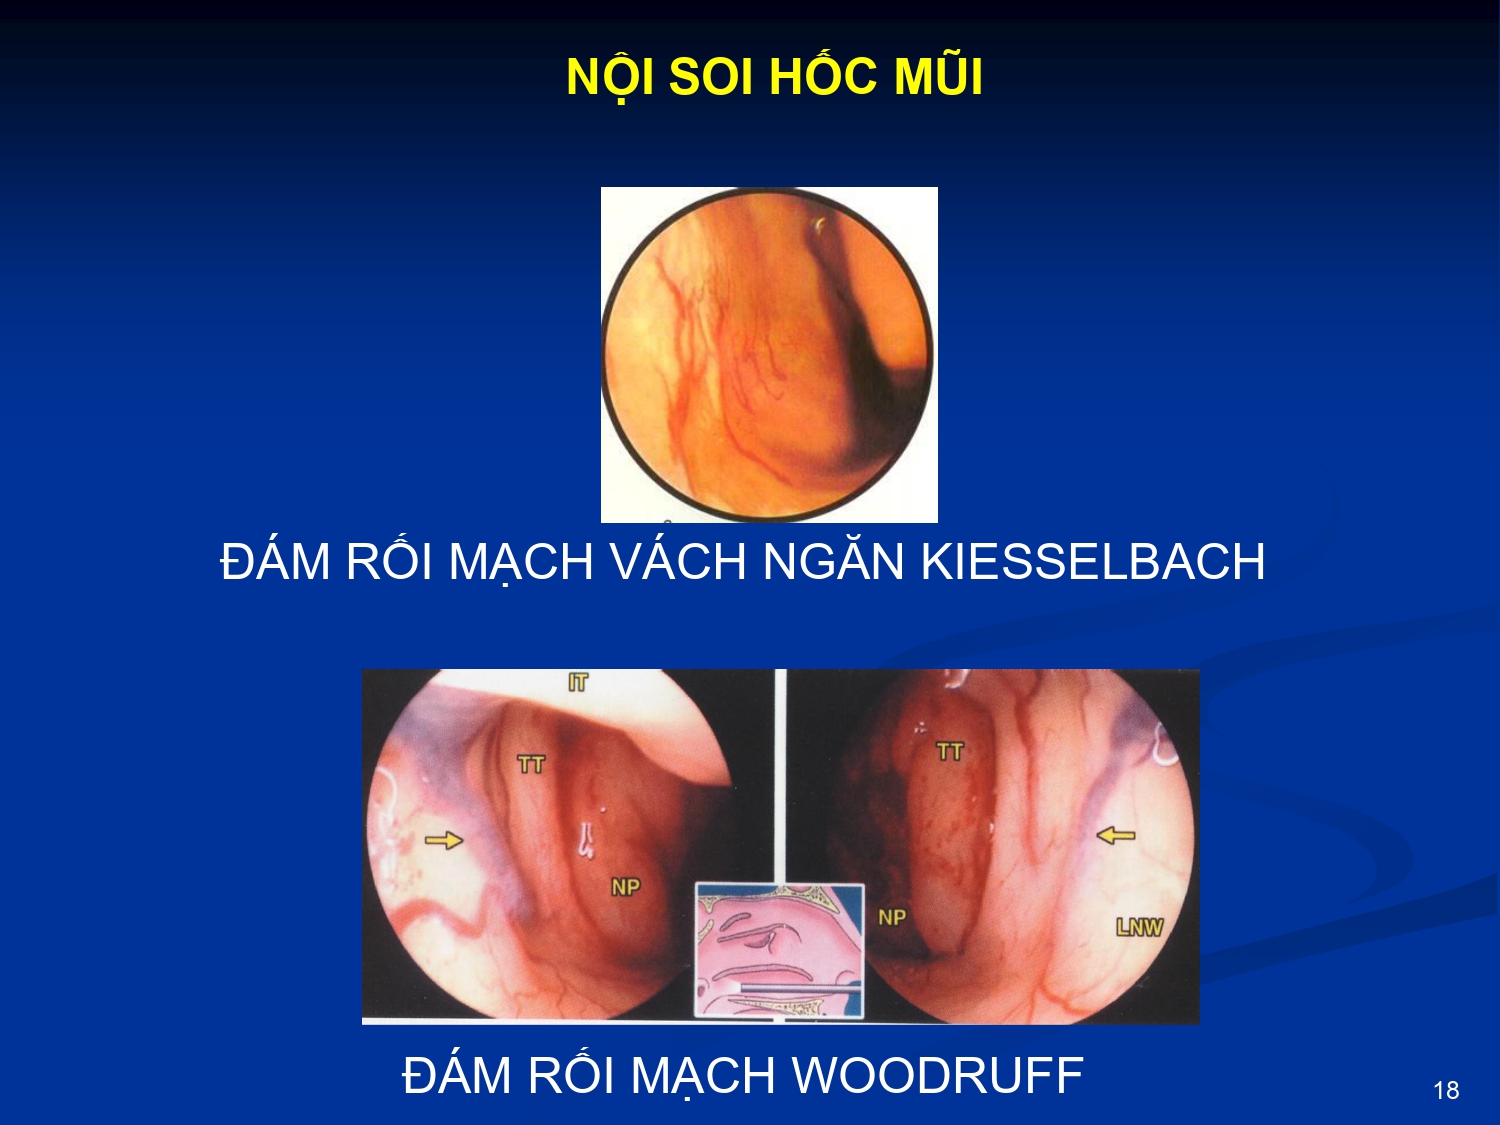 NỘI SOI HỐC MŨI
ĐÁM RỐI MẠCH VÁCH NGĂN KIESSELBACH
IT
TT
NP
TT
NP
LNW
ĐÁM RỐI MẠCH WOODRUFF
18